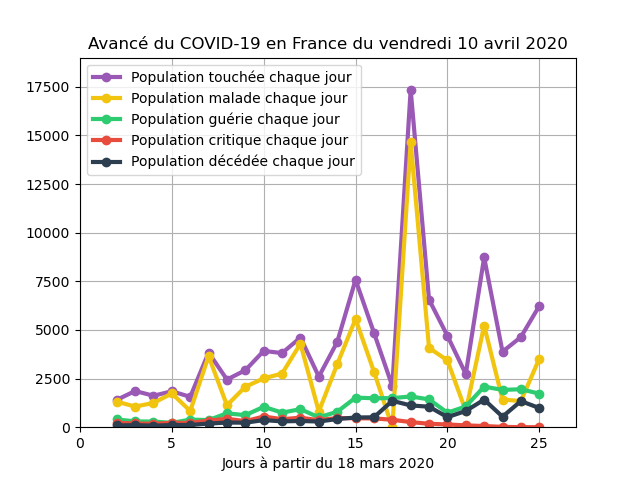 Avancé du COVID-19 en France du vendredi 10 avril 2020
Population touchée chaque jour
Population malade chaque jour
Population guérie chaque jour
Population critique chaque jour
Population décédée chaque jour
17500
15000
12500
10000
7500
5000
2500
0
0 5 10 15 20 25
Jours à partir du 18 mars 2020